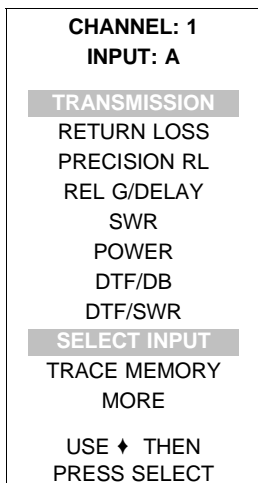 CHANNEL: 1
INPUT: A
TRANSMISSION
RETURN LOSS
PRECISION RL
REL G/DELAY
SWR
POWER
DTF/DB
DTF/SWR
SELECT INPUT
TRACE MEMORY
MORE
USE ♦ THEN
PRESS SELECT